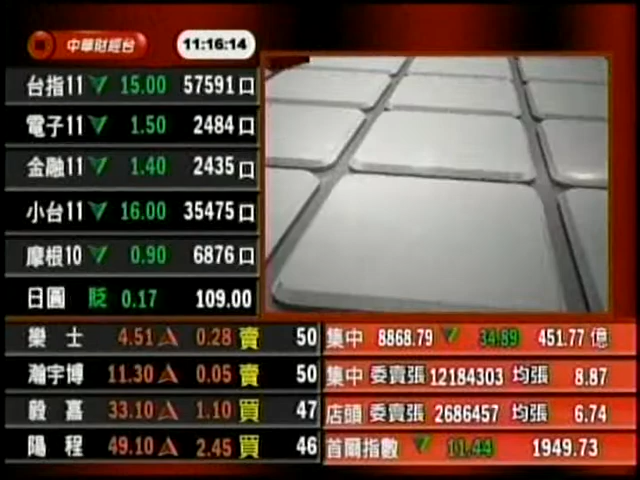 中華財經台 11:16:14
台指11 15.00 57591口
電子11 1.50 2484口
金融11 1.40 2435口
小台11 16.00 35475口
摩根10 0.90 6876口
日圓 貶 0.17 109.00
樂士 4.51 0.28 賣 50
瀚宇博 11.30 0.05 賣 50
毅嘉 33.10 1.10 買 47
陽程 49.10 2.45 買 46
集中 8868.79 34.89 451.77 億
集中 委賣張 12184303 均張 8.87
店頭 委賣張 2686457 均張 6.74
首爾指數 11.44 1949.73